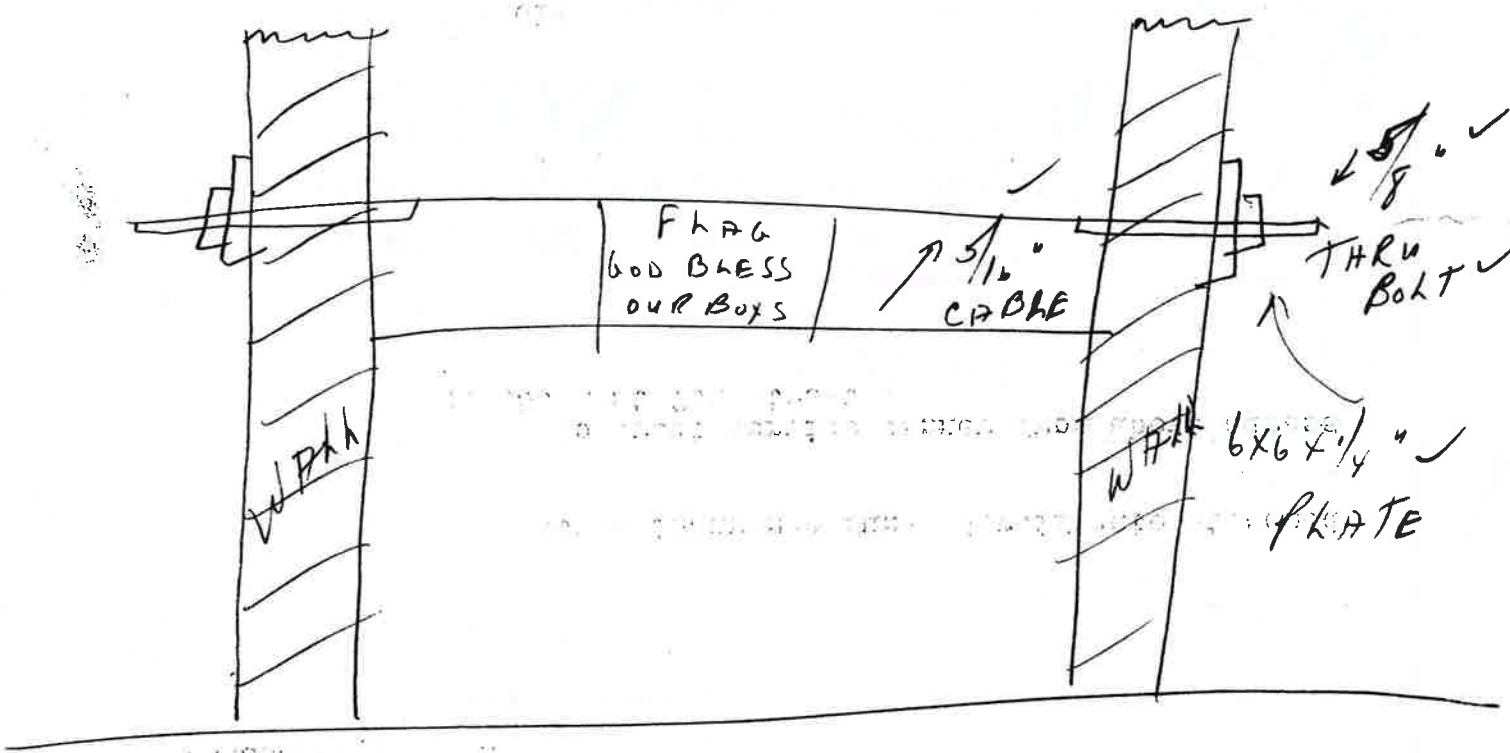 FLAG
GOD BLESS
OUR BOYS
5/16"
CABLE
5/8"
THRU
BOLT
6X6X1/4"
PLATE
WALL
WALL